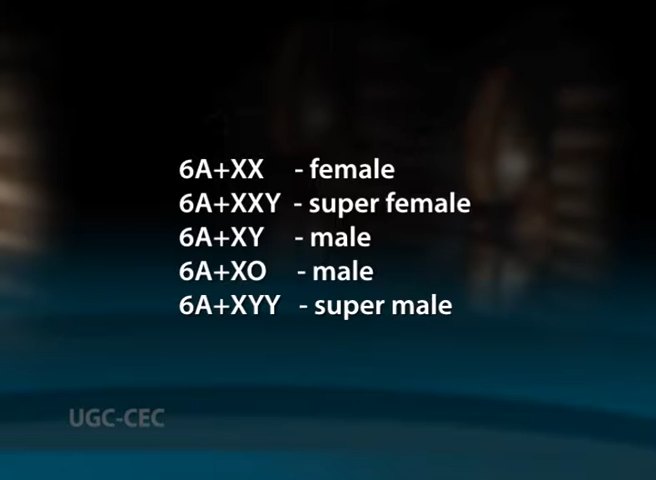 6A+XX - female
6A+XXY - super female
6A+XY - male
6A+XO - male
6A+XYY - super male
UGC-CEC